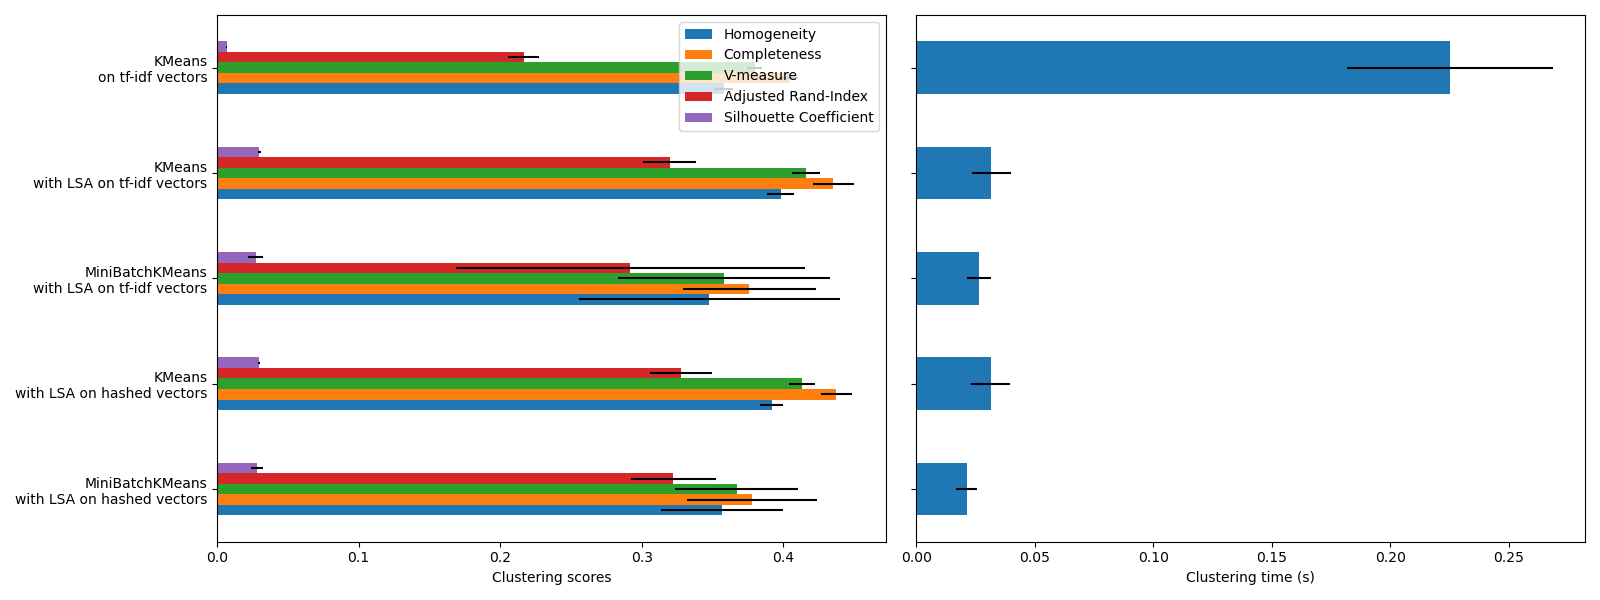 KMeans
on tf-idf vectors
KMeans
with LSA on tf-idf vectors
MiniBatchKMeans
with LSA on tf-idf vectors
KMeans
with LSA on hashed vectors
MiniBatchKMeans
with LSA on hashed vectors
Homogeneity
Completeness
V-measure
Adjusted Rand-Index
Silhouette Coefficient
0.0 0.1 0.2 0.3 0.4
Clustering scores
0.00 0.05 0.10 0.15 0.20 0.25
Clustering time (s)